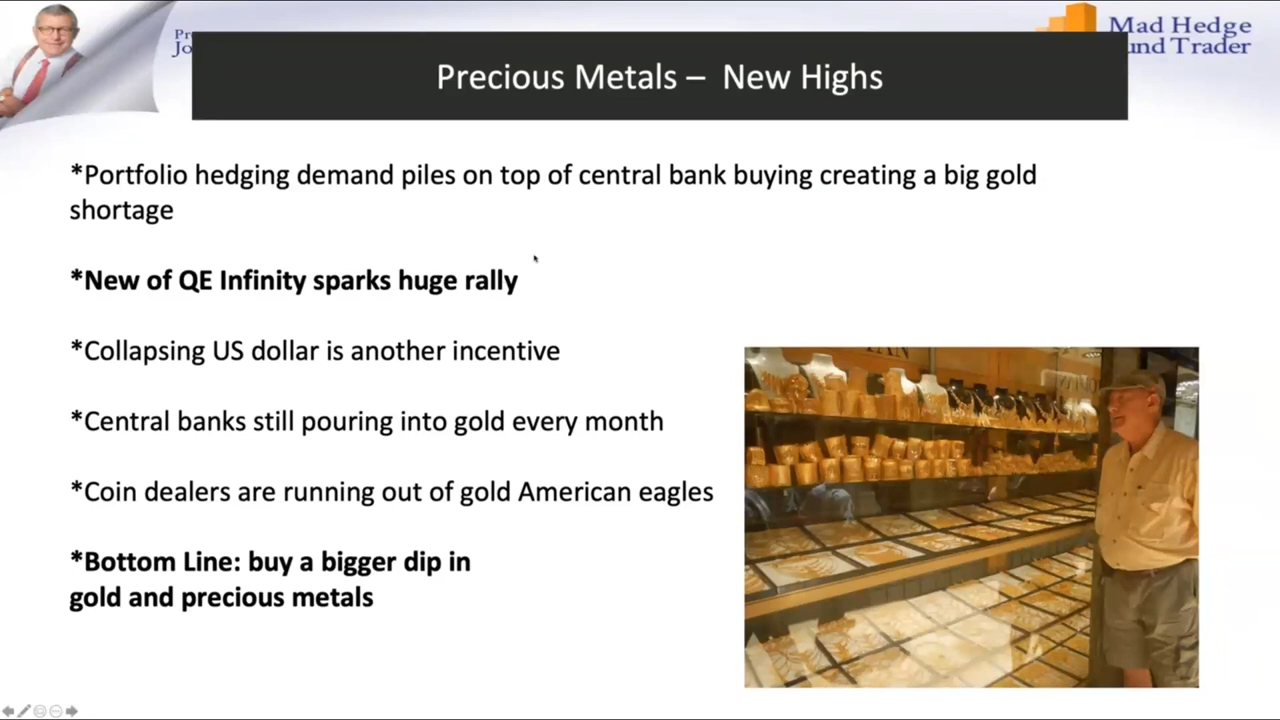 Pr
Jo
Mad Hedge
und Trader
Precious Metals – New Highs
*Portfolio hedging demand piles on top of central bank buying creating a big gold
shortage
*New of QE Infinity sparks huge rally
*Collapsing US dollar is another incentive
*Central banks still pouring into gold every month
*Coin dealers are running out of gold American eagles
*Bottom Line: buy a bigger dip in
gold and precious metals